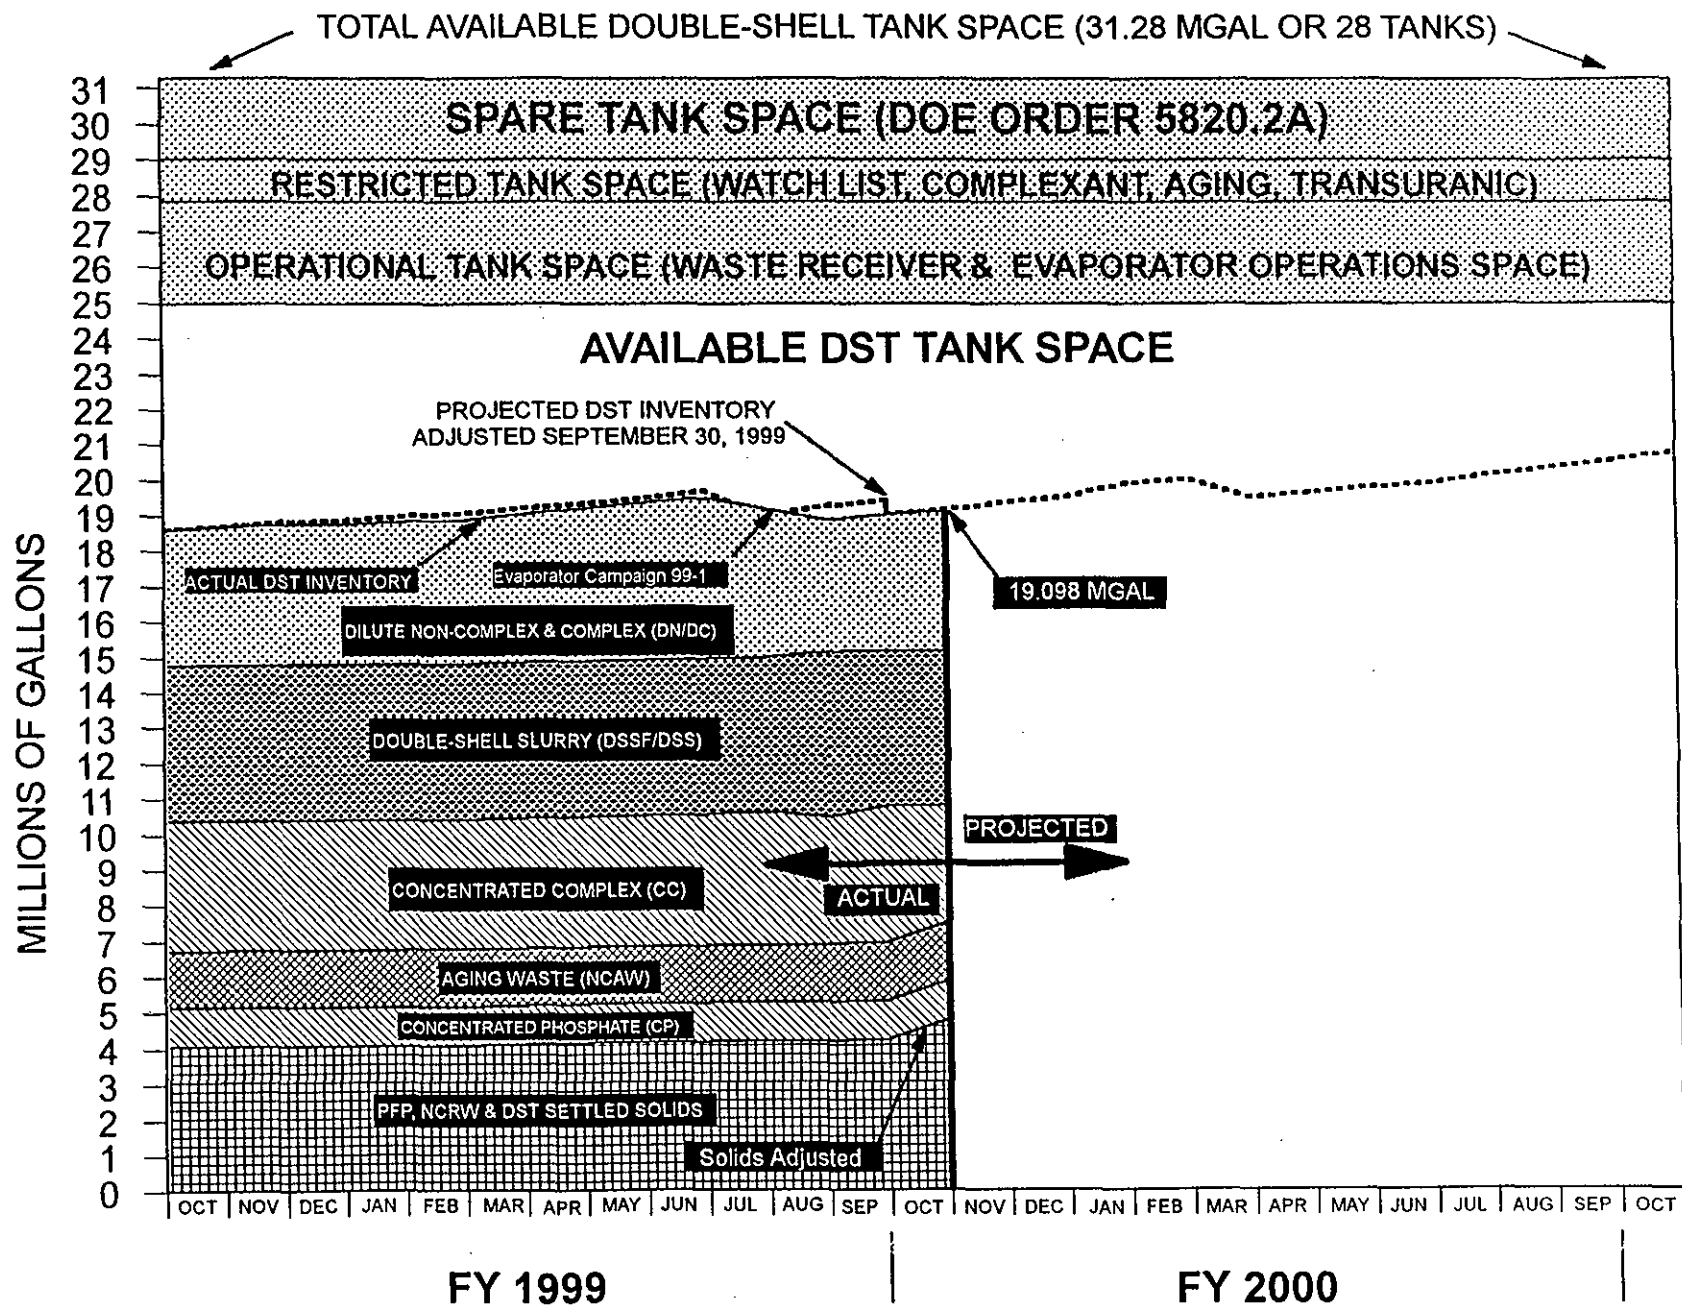 TOTAL AVAILABLE DOUBLE-SHELL TANK SPACE (31.28 MGAL OR 28 TANKS)
31
30
29
28
27
26
25
24
23
22
21
20
19
18
17
16
15
14
13
12
11
10
9
8
7
6
5
4
3
2
1
0
MILLIONS OF GALLONS
SPARE TANK SPACE (DOE ORDER 5820.2A)
RESTRICTED TANK SPACE (WATCH LIST, COMPLEXANT, AGING, TRANSURANIC)
OPERATIONAL TANK SPACE (WASTE RECEIVER & EVAPORATOR OPERATIONS SPACE)
AVAILABLE DST TANK SPACE
PROJECTED DST INVENTORY
ADJUSTED SEPTEMBER 30, 1999
ACTUAL DST INVENTORY
Evaporator Campaign 99-1
19.098 MGAL
DILUTE NON-COMPLEX & COMPLEX (DN/DC)
DOUBLE-SHELL SLURRY (DSSF/DSS)
PROJECTED
CONCENTRATED COMPLEX (CC)
ACTUAL
AGING WASTE (NCAW)
CONCENTRATED PHOSPHATE (CP)
PFP, NCRW & DST SETTLED SOLIDS
Solids Adjusted
OCT NOV DEC JAN FEB MAR APR MAY JUN JUL AUG SEP OCT NOV DEC JAN FEB MAR APR MAY JUN JUL AUG SEP OCT
FY 1999 FY 2000